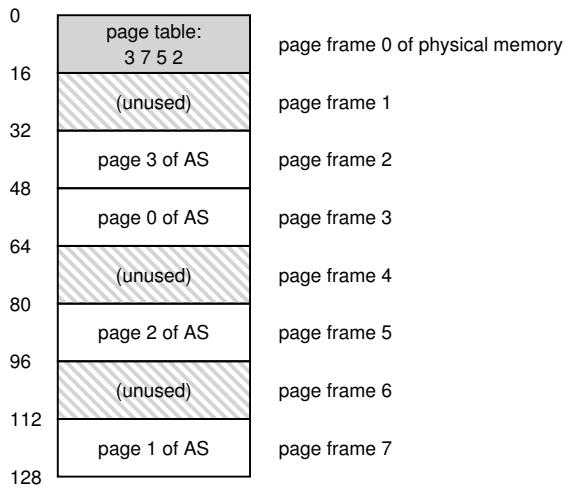 0
page table:
3 7 5 2
page frame 0 of physical memory
16
(unused)
page frame 1
32
page 3 of AS
page frame 2
48
page 0 of AS
page frame 3
64
(unused)
page frame 4
80
page 2 of AS
page frame 5
96
(unused)
page frame 6
112
page 1 of AS
page frame 7
128